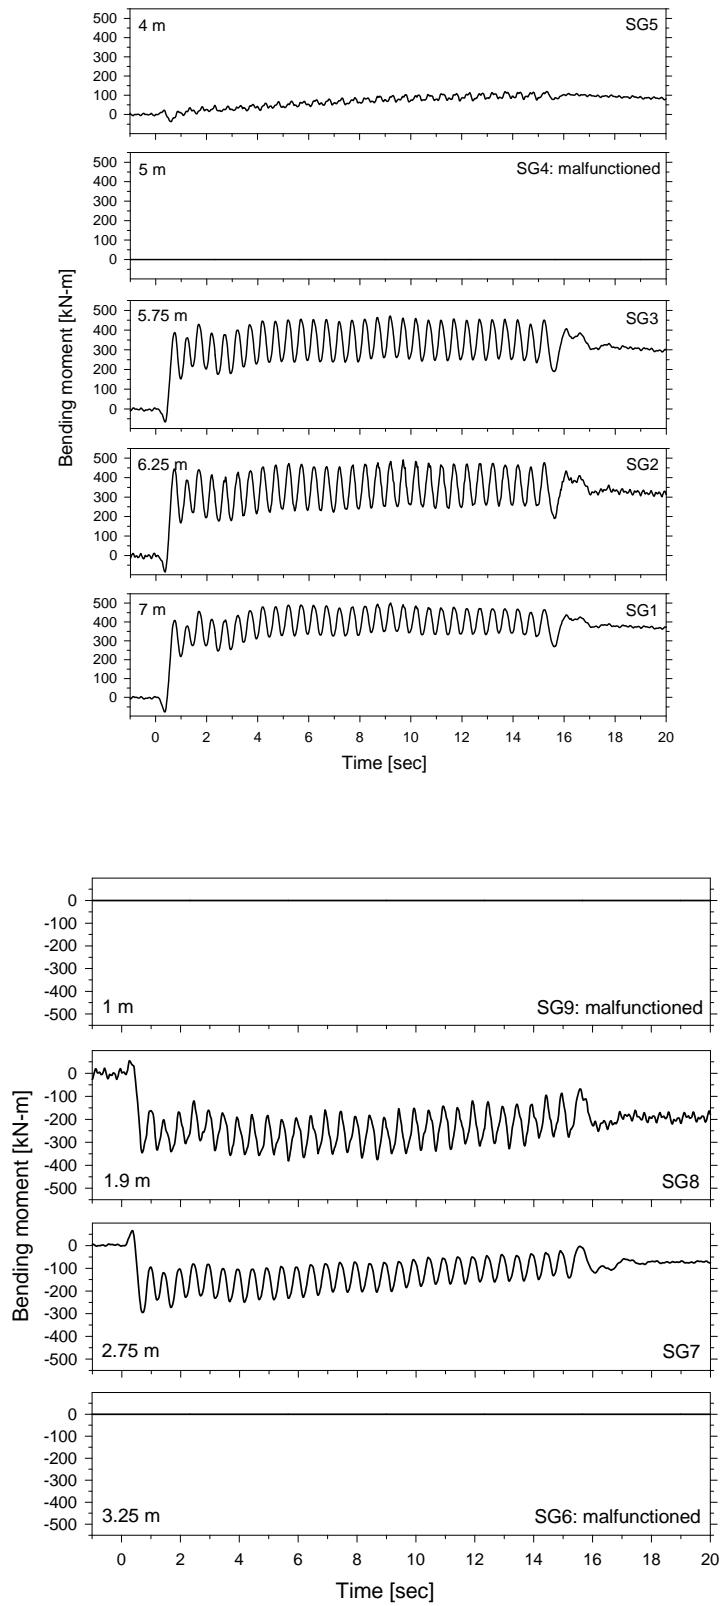 500
4 m
SG5
400
300
200
100
0
500
5 m
SG4: malfunctioned
400
300
200
100
0
Bending moment [kN-m]
500
5.75 m
SG3
400
300
200
100
0
500
6.25 m
SG2
400
300
200
100
0
500
7 m
SG1
400
300
200
100
0
0 2 4 6 8 10 12 14 16 18 20
Time [sec]
0
-100
-200
-300
-400
-500
1 m
SG9: malfunctioned
Bending moment [kN-m]
0
-100
-200
-300
-400
-500
1.9 m
SG8
0
-100
-200
-300
-400
-500
2.75 m
SG7
0
-100
-200
-300
-400
-500
3.25 m
SG6: malfunctioned
0 2 4 6 8 10 12 14 16 18 20
Time [sec]